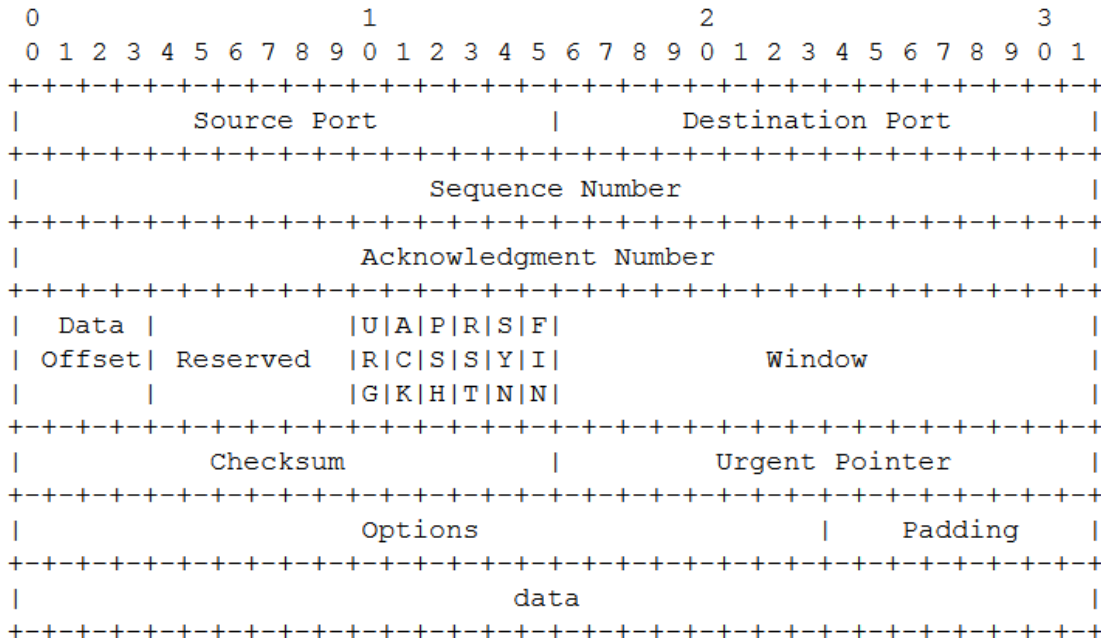 0                   1                   2                   3
 0 1 2 3 4 5 6 7 8 9 0 1 2 3 4 5 6 7 8 9 0 1 2 3 4 5 6 7 8 9 0 1
+-+-+-+-+-+-+-+-+-+-+-+-+-+-+-+-+-+-+-+-+-+-+-+-+-+-+-+-+-+-+-+-+
|          Source Port          |       Destination Port        |
+-+-+-+-+-+-+-+-+-+-+-+-+-+-+-+-+-+-+-+-+-+-+-+-+-+-+-+-+-+-+-+-+
|                        Sequence Number                        |
+-+-+-+-+-+-+-+-+-+-+-+-+-+-+-+-+-+-+-+-+-+-+-+-+-+-+-+-+-+-+-+-+
|                    Acknowledgment Number                      |
+-+-+-+-+-+-+-+-+-+-+-+-+-+-+-+-+-+-+-+-+-+-+-+-+-+-+-+-+-+-+-+-+
|  Data |           |U|A|P|R|S|F|                               |
| Offset| Reserved  |R|C|S|S|Y|I|            Window             |
|       |           |G|K|H|T|N|N|                               |
+-+-+-+-+-+-+-+-+-+-+-+-+-+-+-+-+-+-+-+-+-+-+-+-+-+-+-+-+-+-+-+-+
|           Checksum            |         Urgent Pointer        |
+-+-+-+-+-+-+-+-+-+-+-+-+-+-+-+-+-+-+-+-+-+-+-+-+-+-+-+-+-+-+-+-+
|                    Options                    |    Padding    |
+-+-+-+-+-+-+-+-+-+-+-+-+-+-+-+-+-+-+-+-+-+-+-+-+-+-+-+-+-+-+-+-+
|                             data                              |
+-+-+-+-+-+-+-+-+-+-+-+-+-+-+-+-+-+-+-+-+-+-+-+-+-+-+-+-+-+-+-+-+